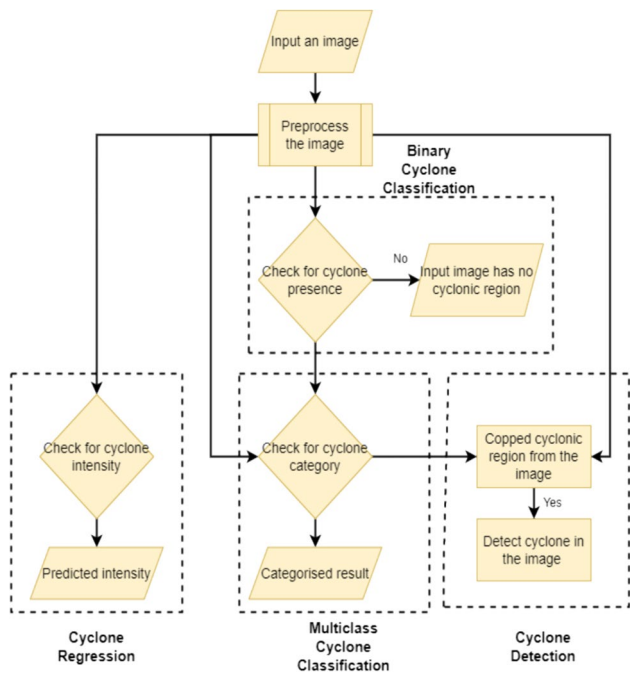 Input an image
Preprocess
the image
Binary
Cyclone
Classification
Check for cyclone
presence
No
Input image has no
cyclonic region
Check for cyclone
intensity
Check for cyclone
category
Copped cyclonic
region from the
image
Yes
Predicted intensity
Categorised result
Detect cyclone in
the image
Cyclone
Regression
Multiclass
Cyclone
Classification
Cyclone
Detection